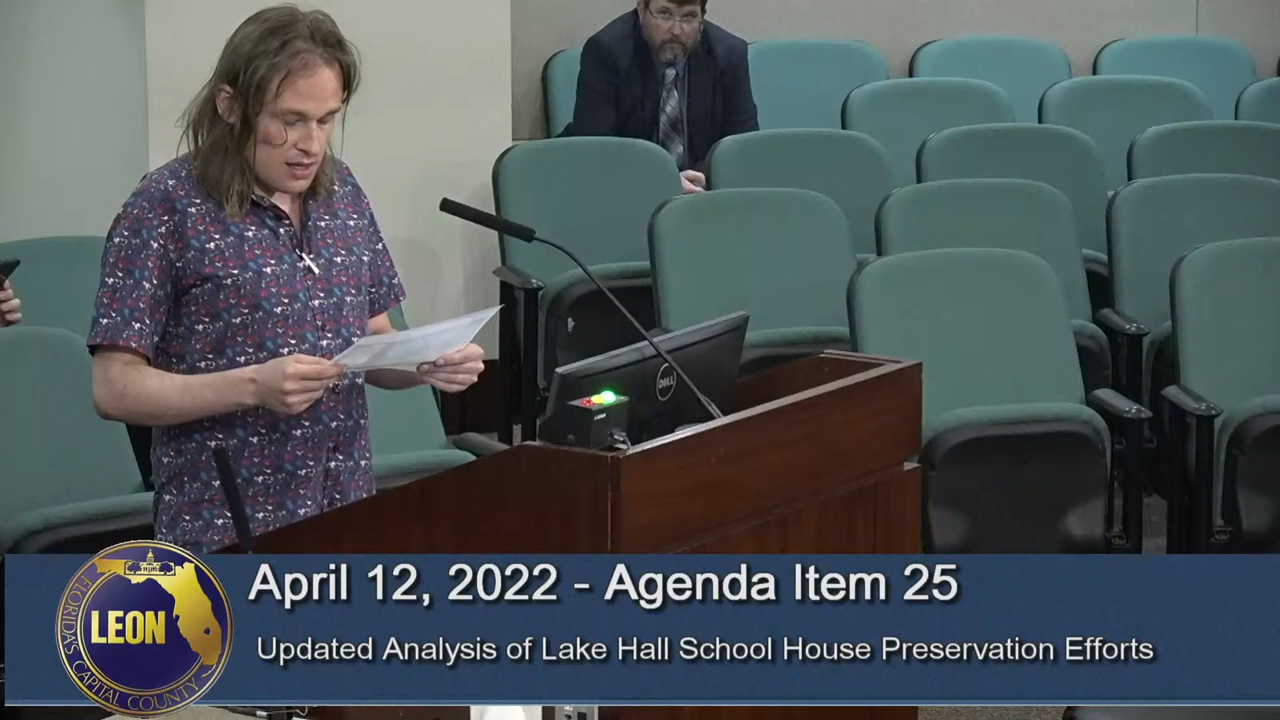 DELL
April 12, 2022 - Agenda Item 25
Updated Analysis of Lake Hall School House Preservation Efforts
LEON
FLORIDAS CAPITAL COUNTY